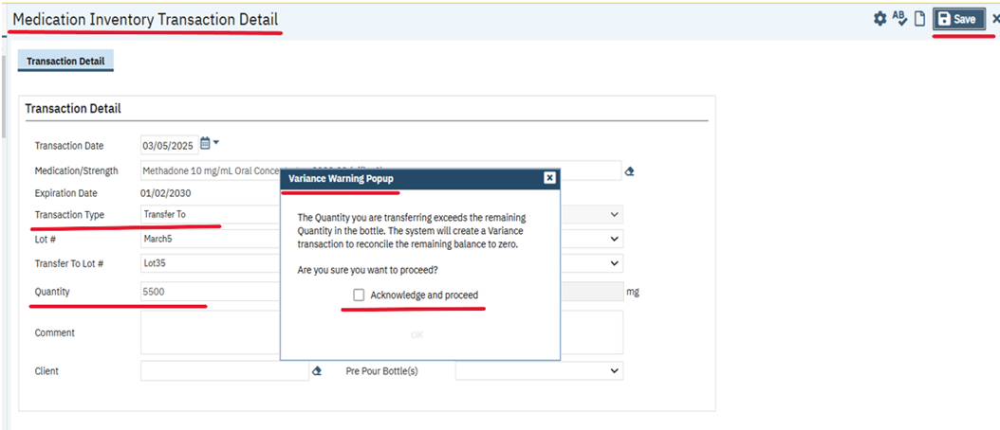 Medication Inventory Transaction Detail
AB
Save
Transaction Detail
Transaction Detail
Transaction Date 03/05/2025
Medication/Strength Methadone 10 mg/mL Oral
Expiration Date 01/02/2030
Transaction Type Transfer To
Lot # March5
Transfer To Lot # Lot35
Quantity 5500 mg
Comment
Client Pre Pour Bottle(s)
Variance Warning Popup
The Quantity you are transferring exceeds the remaining
Quantity in the bottle. The system will create a Variance
transaction to reconcile the remaining balance to zero.
Are you sure you want to proceed?
Acknowledge and proceed
OK